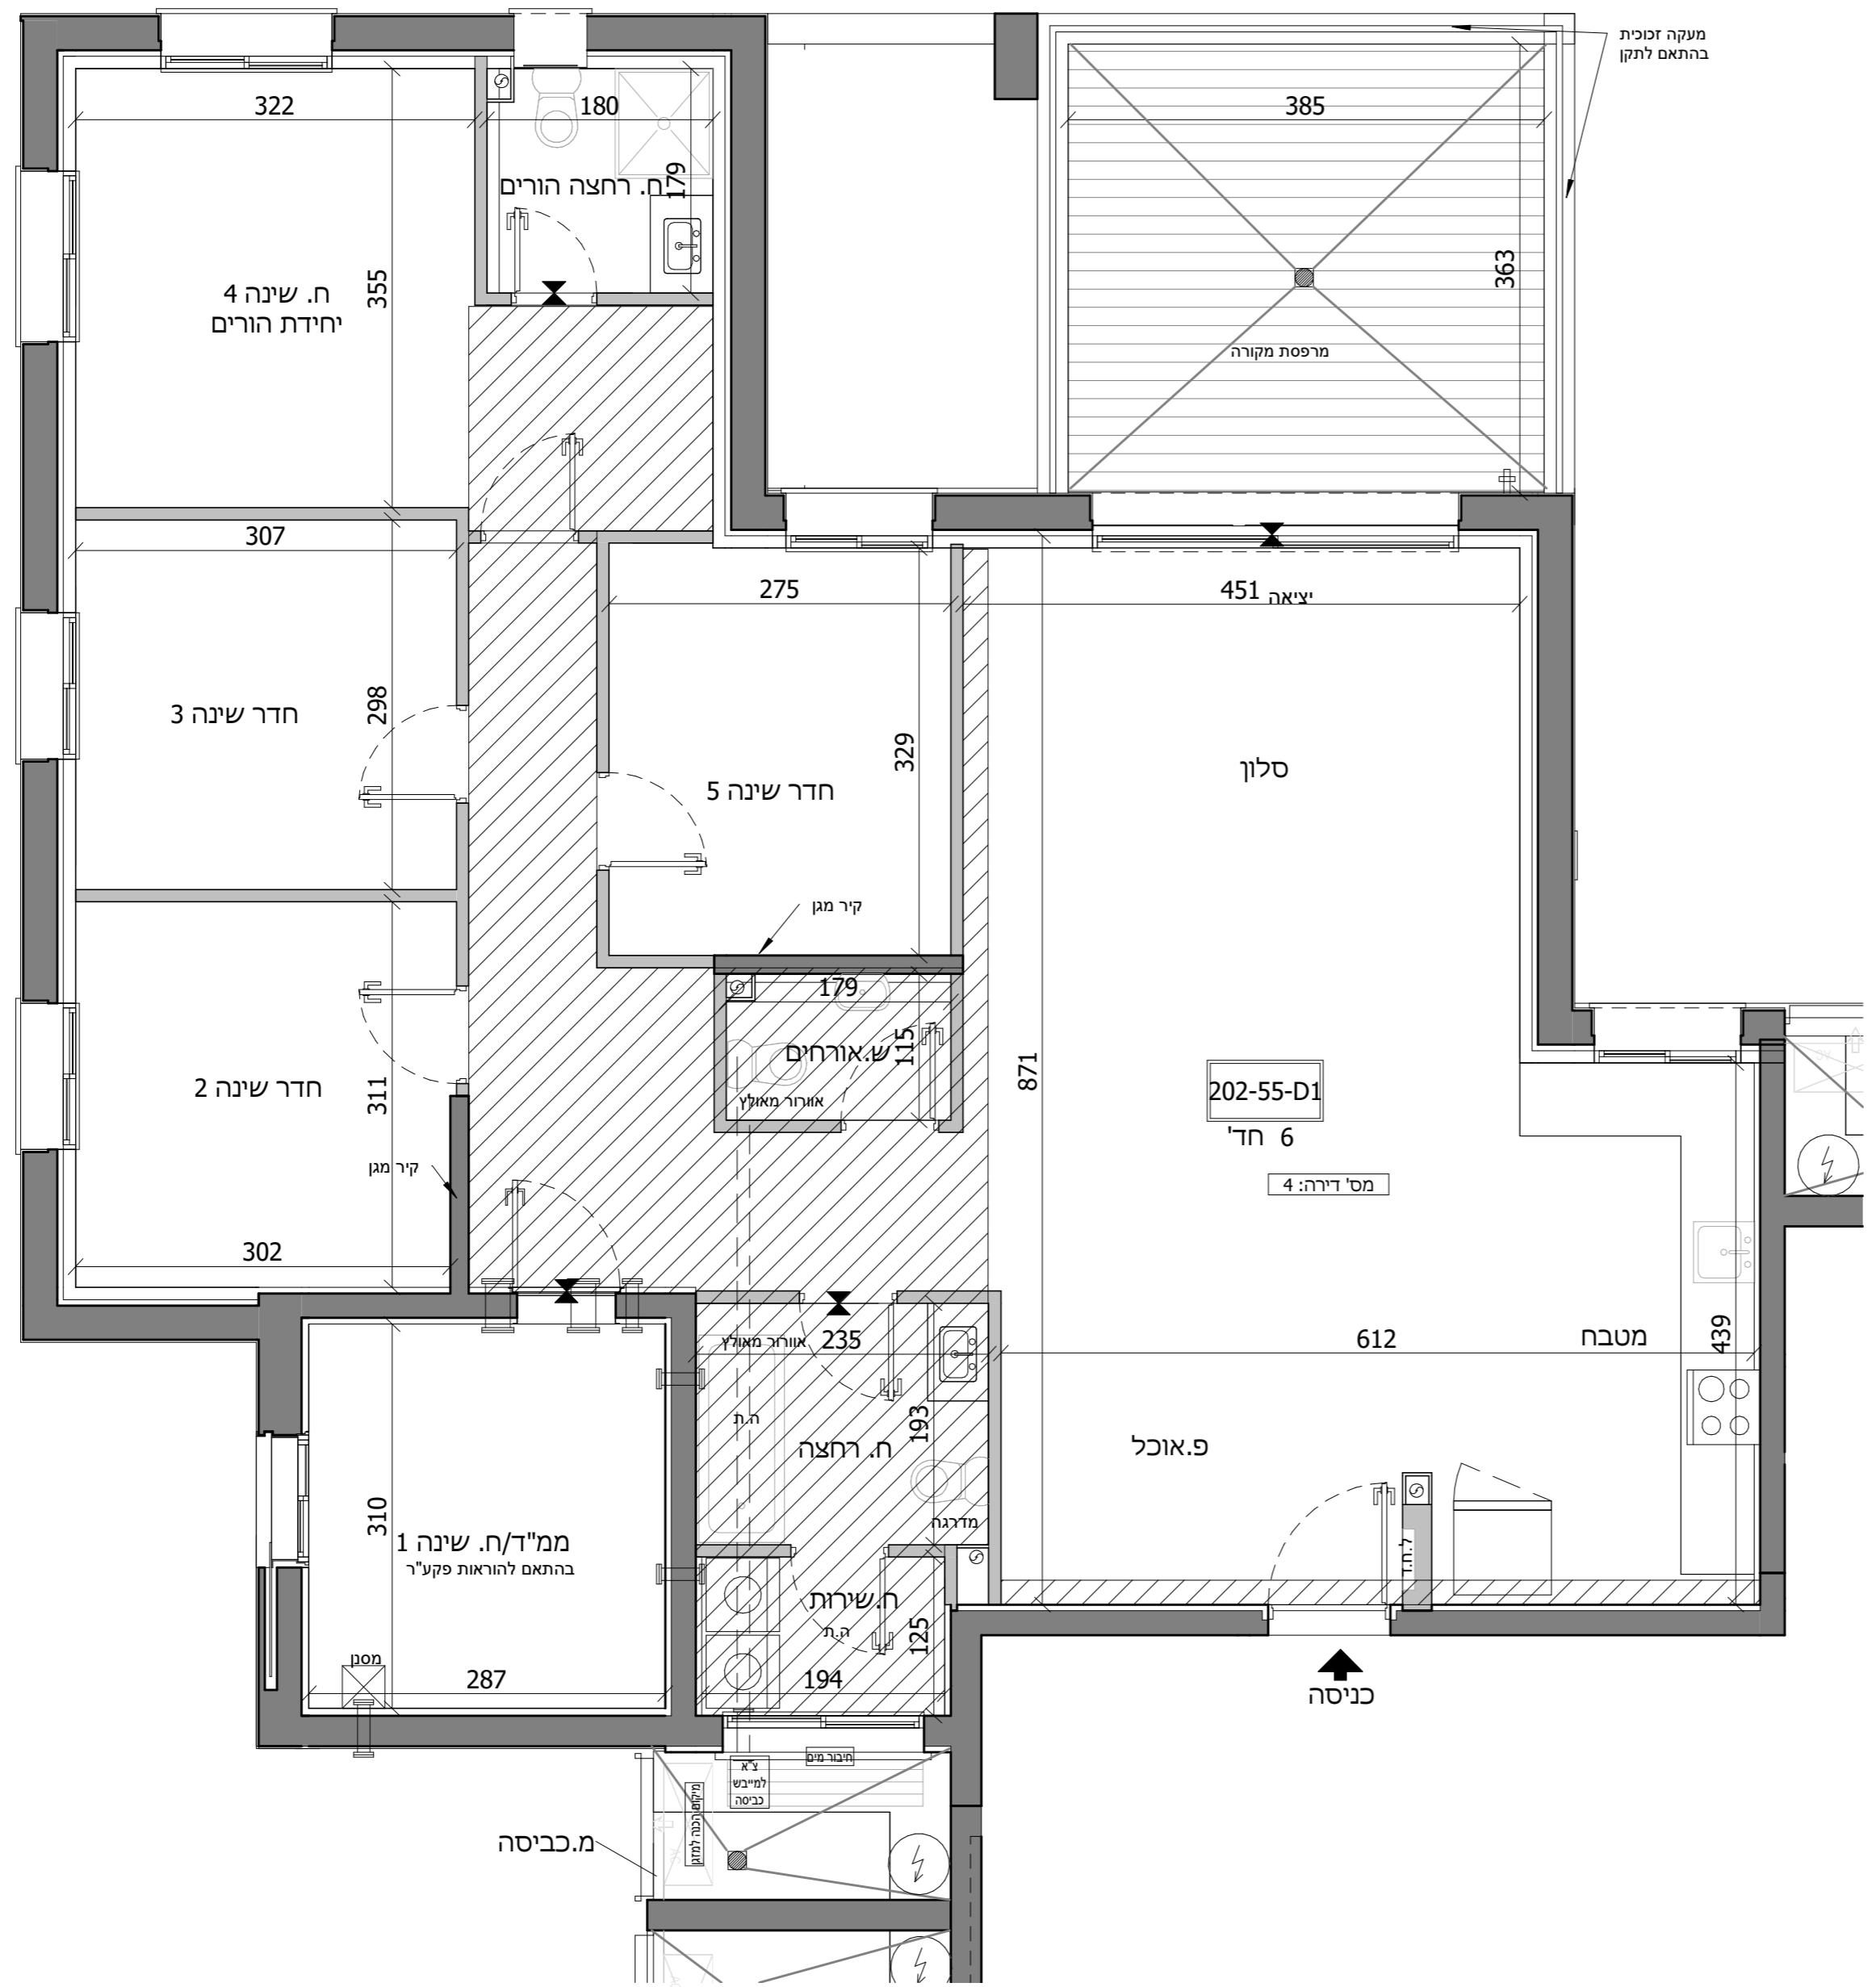 מעקה זכוכית
בהתאם לתקן
322
180
385
179
ח. רחצה הורים
363
355
ח. שינה 4
יחידת הורים
מרפסת מקורה
307
275
451
יציאה
298
חדר שינה 3
329
חדר שינה 5
סלון
קיר מגן
179
115
ש.אורחים
אוורור מאולץ
871
311
חדר שינה 2
202-55-D1
6 חד'
מס' דירה: 4
קיר מגן
302
אוורור מאולץ
235
612
מטבח
439
193
ה.ת
ח. רחצה
פ.אוכל
310
מדרגה
ממ"ד/ח. שינה 1
בהתאם להוראות פקע"ר
ל.ח.ד
ח.שירות
ה.ת
125
מסנן
287
194
כניסה
חיבור מים
צ"א
למייבש
כביסה
מיקום הכנה למזגן
מ.כביסה